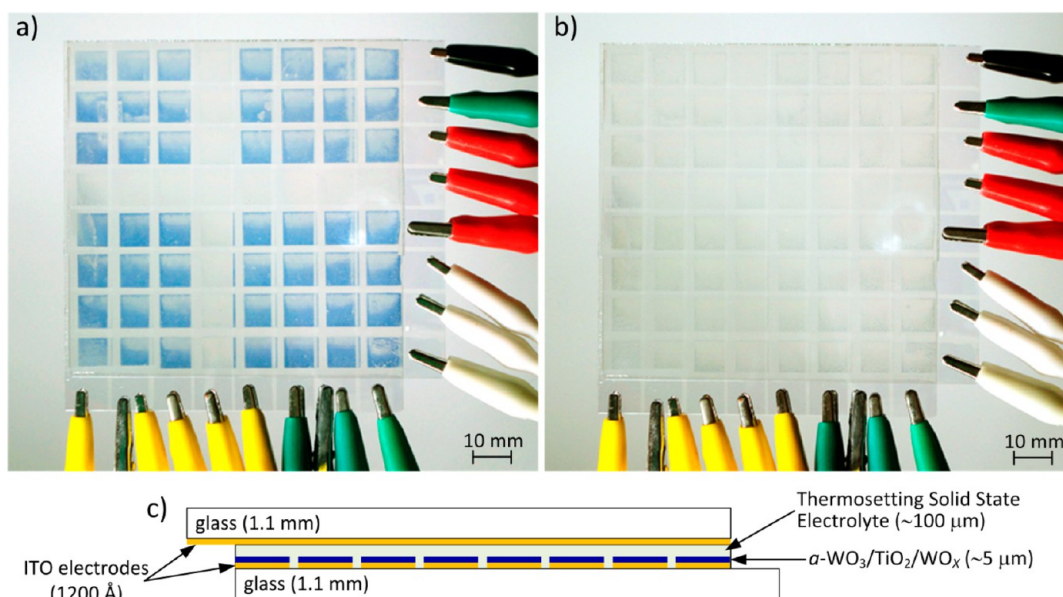 a)
b)
10 mm
10 mm
c)
glass (1.1 mm)
Thermosetting Solid State
Electrolyte (~100 μm)
ITO electrodes
(1200 Å)
a-WO₃/TiO₂/WOₓ (~5 μm)
glass (1.1 mm)